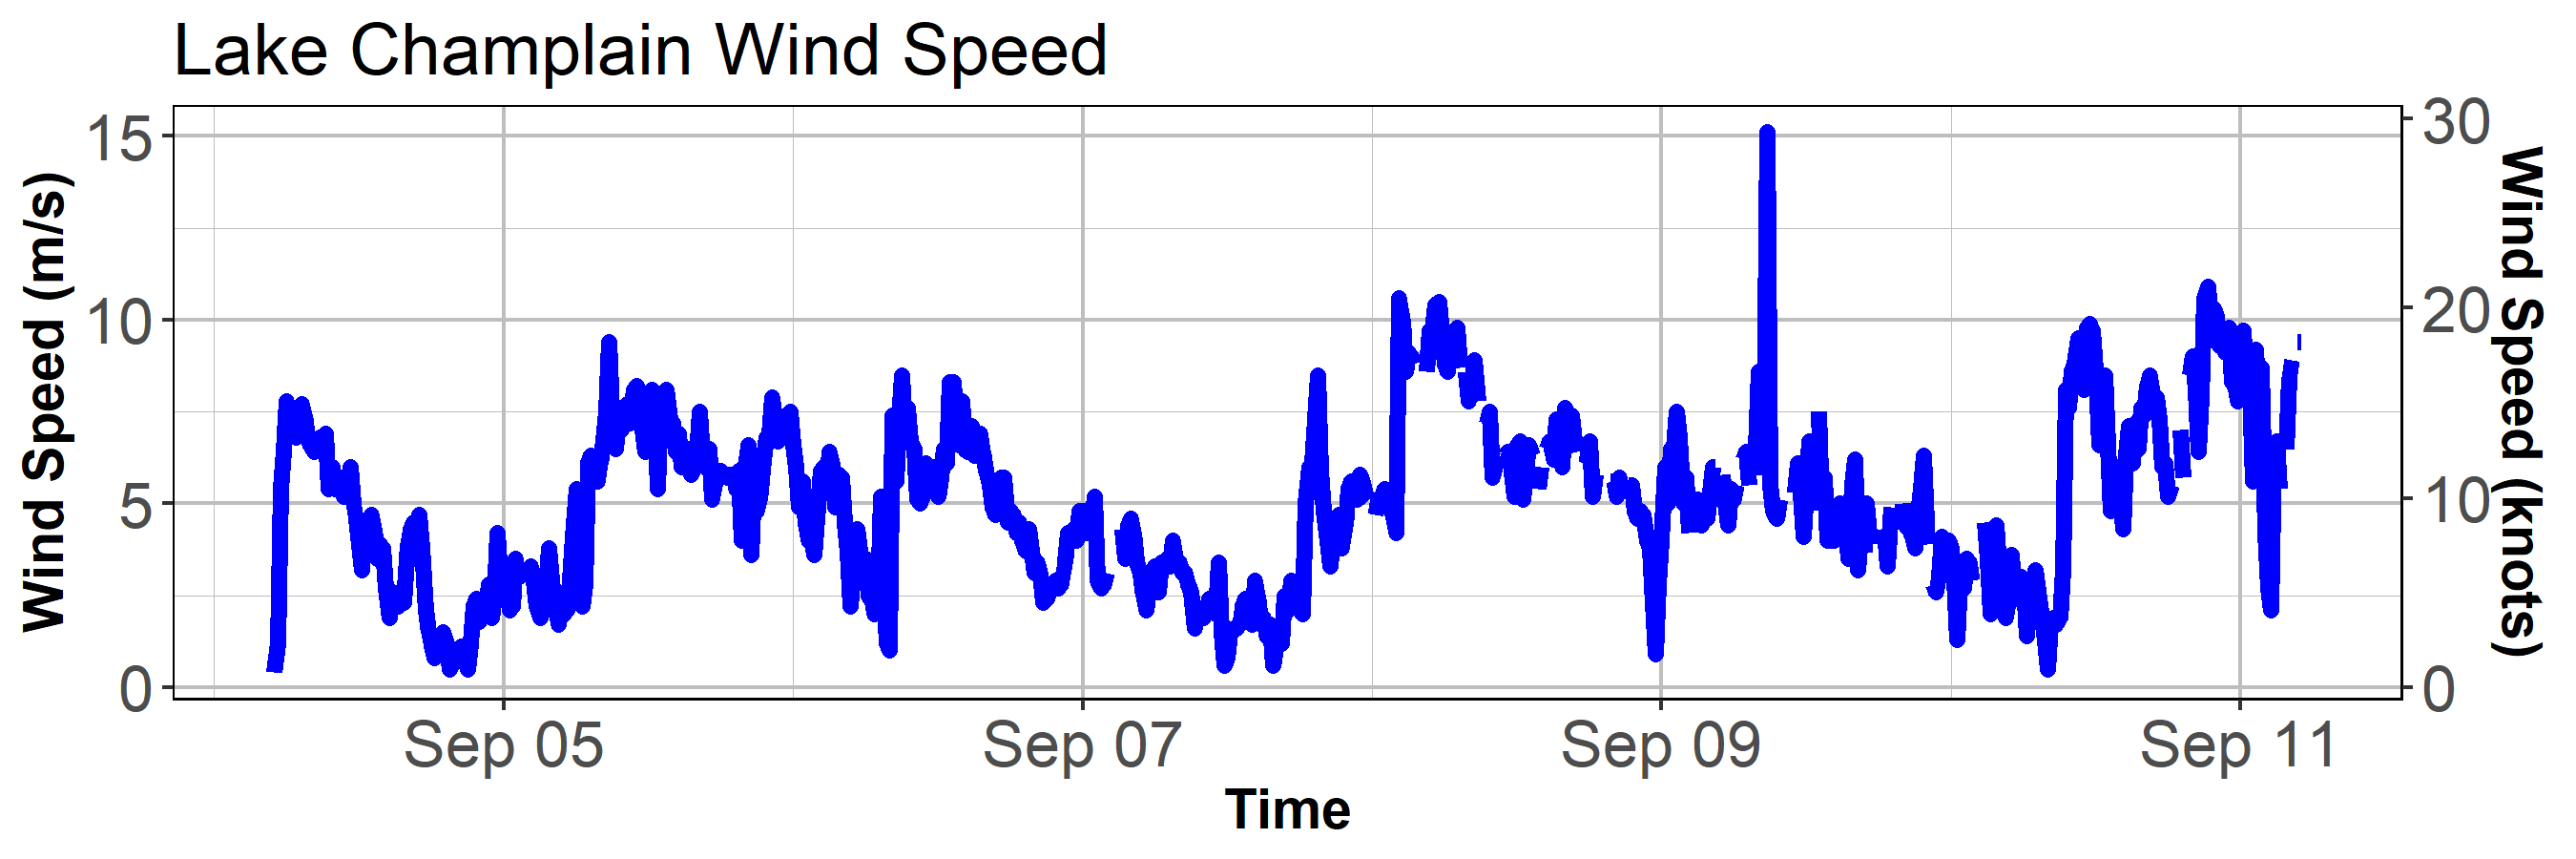 Lake Champlain Wind Speed
Wind Speed (m/s)
15
10
5
0
30
20
10
0
Wind Speed (knots)
Sep 05
Sep 07
Sep 09
Sep 11
Time